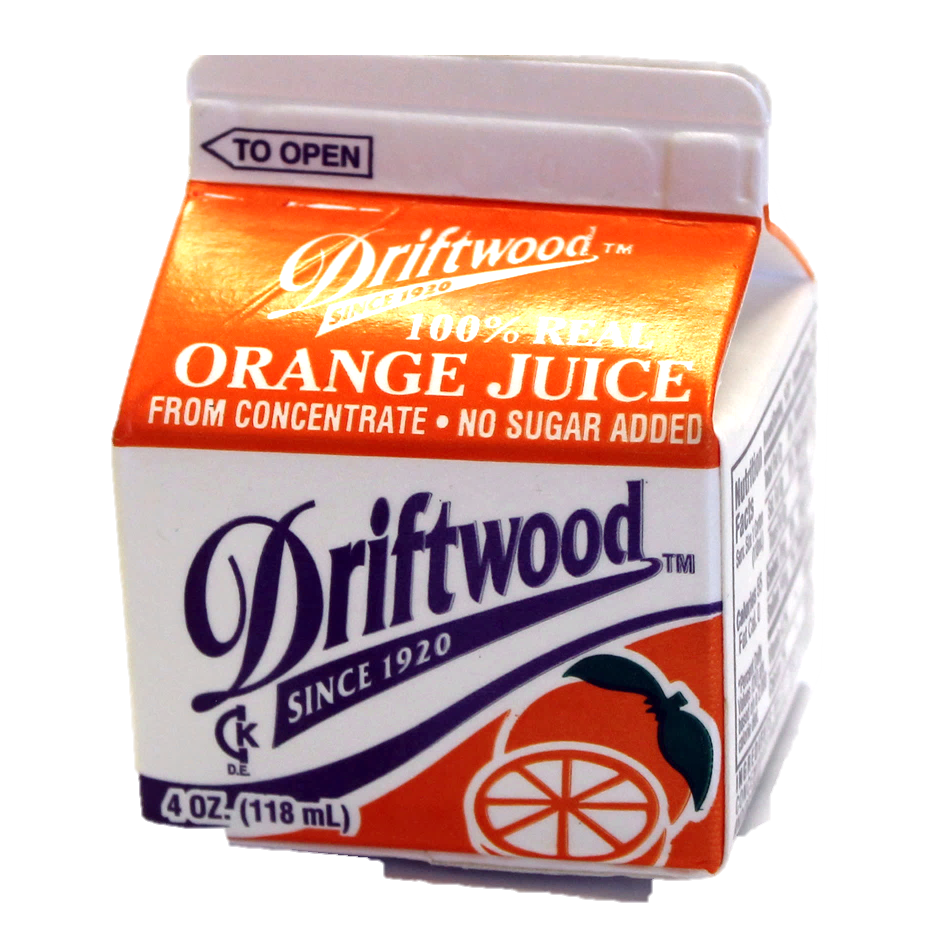 TO OPEN
Driftwood™
SINCE 1920
100% REAL
ORANGE JUICE
FROM CONCENTRATE • NO SUGAR ADDED
Driftwood™
SINCE 1920
K
D.E.
4 OZ. (118 mL)
Nutrition
Facts